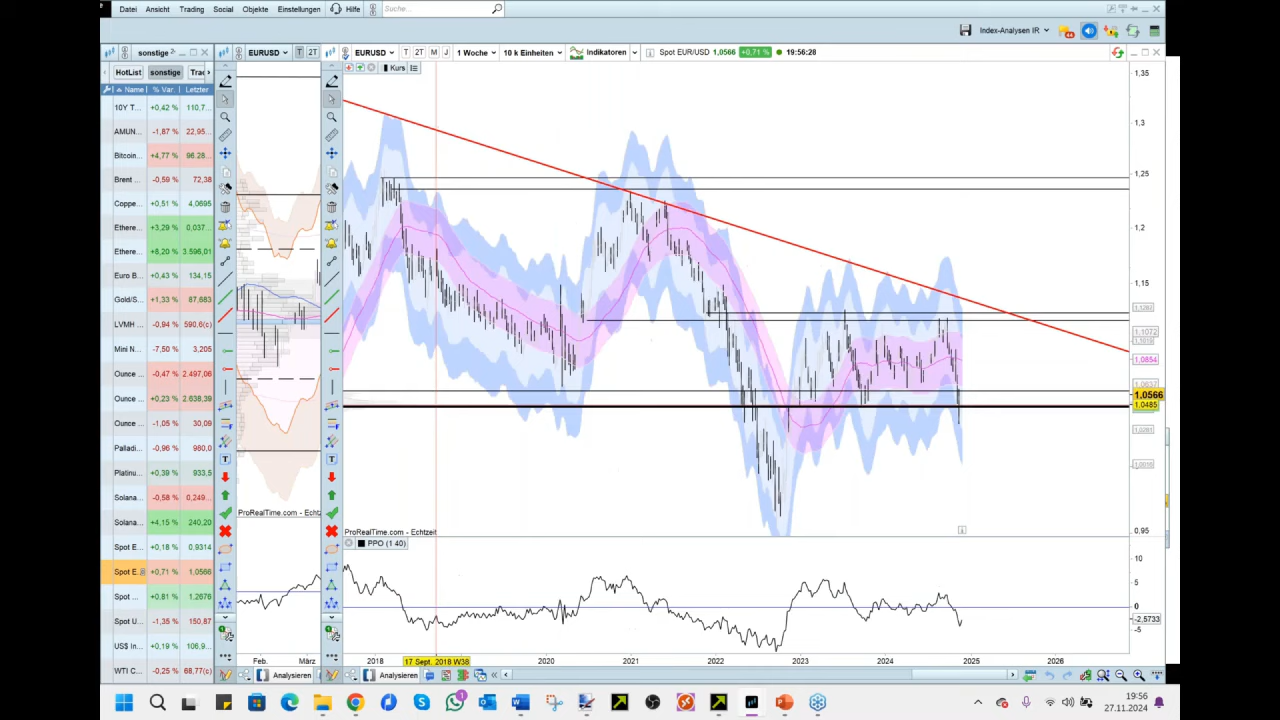 Datei Ansicht Trading Social Objekte Einstellungen Hilfe Suche...
Index-Analysen IR
44
sonstige 2-
EURUSD T 2T
EURUSD T 2T M J 1 Woche 10 k Einheiten Indikatoren Spot EUR/USD 1,0566 +0,71 % 19:56:28
HotList sonstige Trac
Name % Var. Letzter
10Y T... +0,42 % 110,7...
AMUN... -1,87 % 22,95...
Bitcoin... +4,77 % 96.28...
Brent ... -0,59 % 72,38
Coppe... +0,51 % 4,0695
Ethere... +3,29 % 0,037...
Ethere... +8,20 % 3.596,01
Euro B... +0,43 % 134,15
Gold/S... +1,33 % 87,683
LVMH ... -0,94 % 590,6(c)
Mini N... -7,50 % 3,205
Ounce ... -0,47 % 2.497,06
Ounce ... +0,23 % 2.638,39
Ounce ... -1,05 % 30,09
Palladi... -0,96 % 980,0
Platinu... +0,39 % 933,5
Solana... -0,58 % 0,249...
Solana... +4,15 % 240,20
Spot E... +0,18 % 0,9314
Spot E... +0,71 % 1,0566
Spot ... +0,81 % 1,2676
Spot U... -1,35 % 150,87
US$ In... +0,19 % 106,9...
WTI C... -0,25 % 68,77(c)
Kurs
1,35
1,3
1,25
1,2
1,15
1,1072
1,0854
1,0566
1,0485
0,95
ProRealTime.com - Echtz
ProRealTime.com - Echtzeit
PPO (1 40)
10
5
0
-2,5733
-5
Feb. März
2018 17 Sept. 2018 W38 2020 2021 2022 2023 2024 2025 2026
Analysieren
Analysieren
19:56
27.11.2024